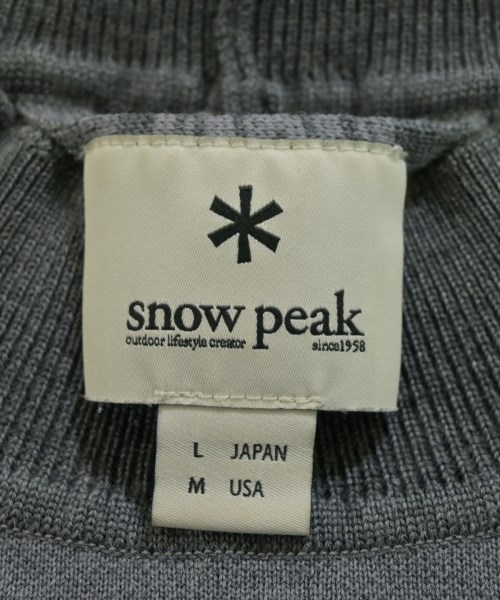 snow peak
outdoor lifestyle creator since1958
L JAPAN
M USA